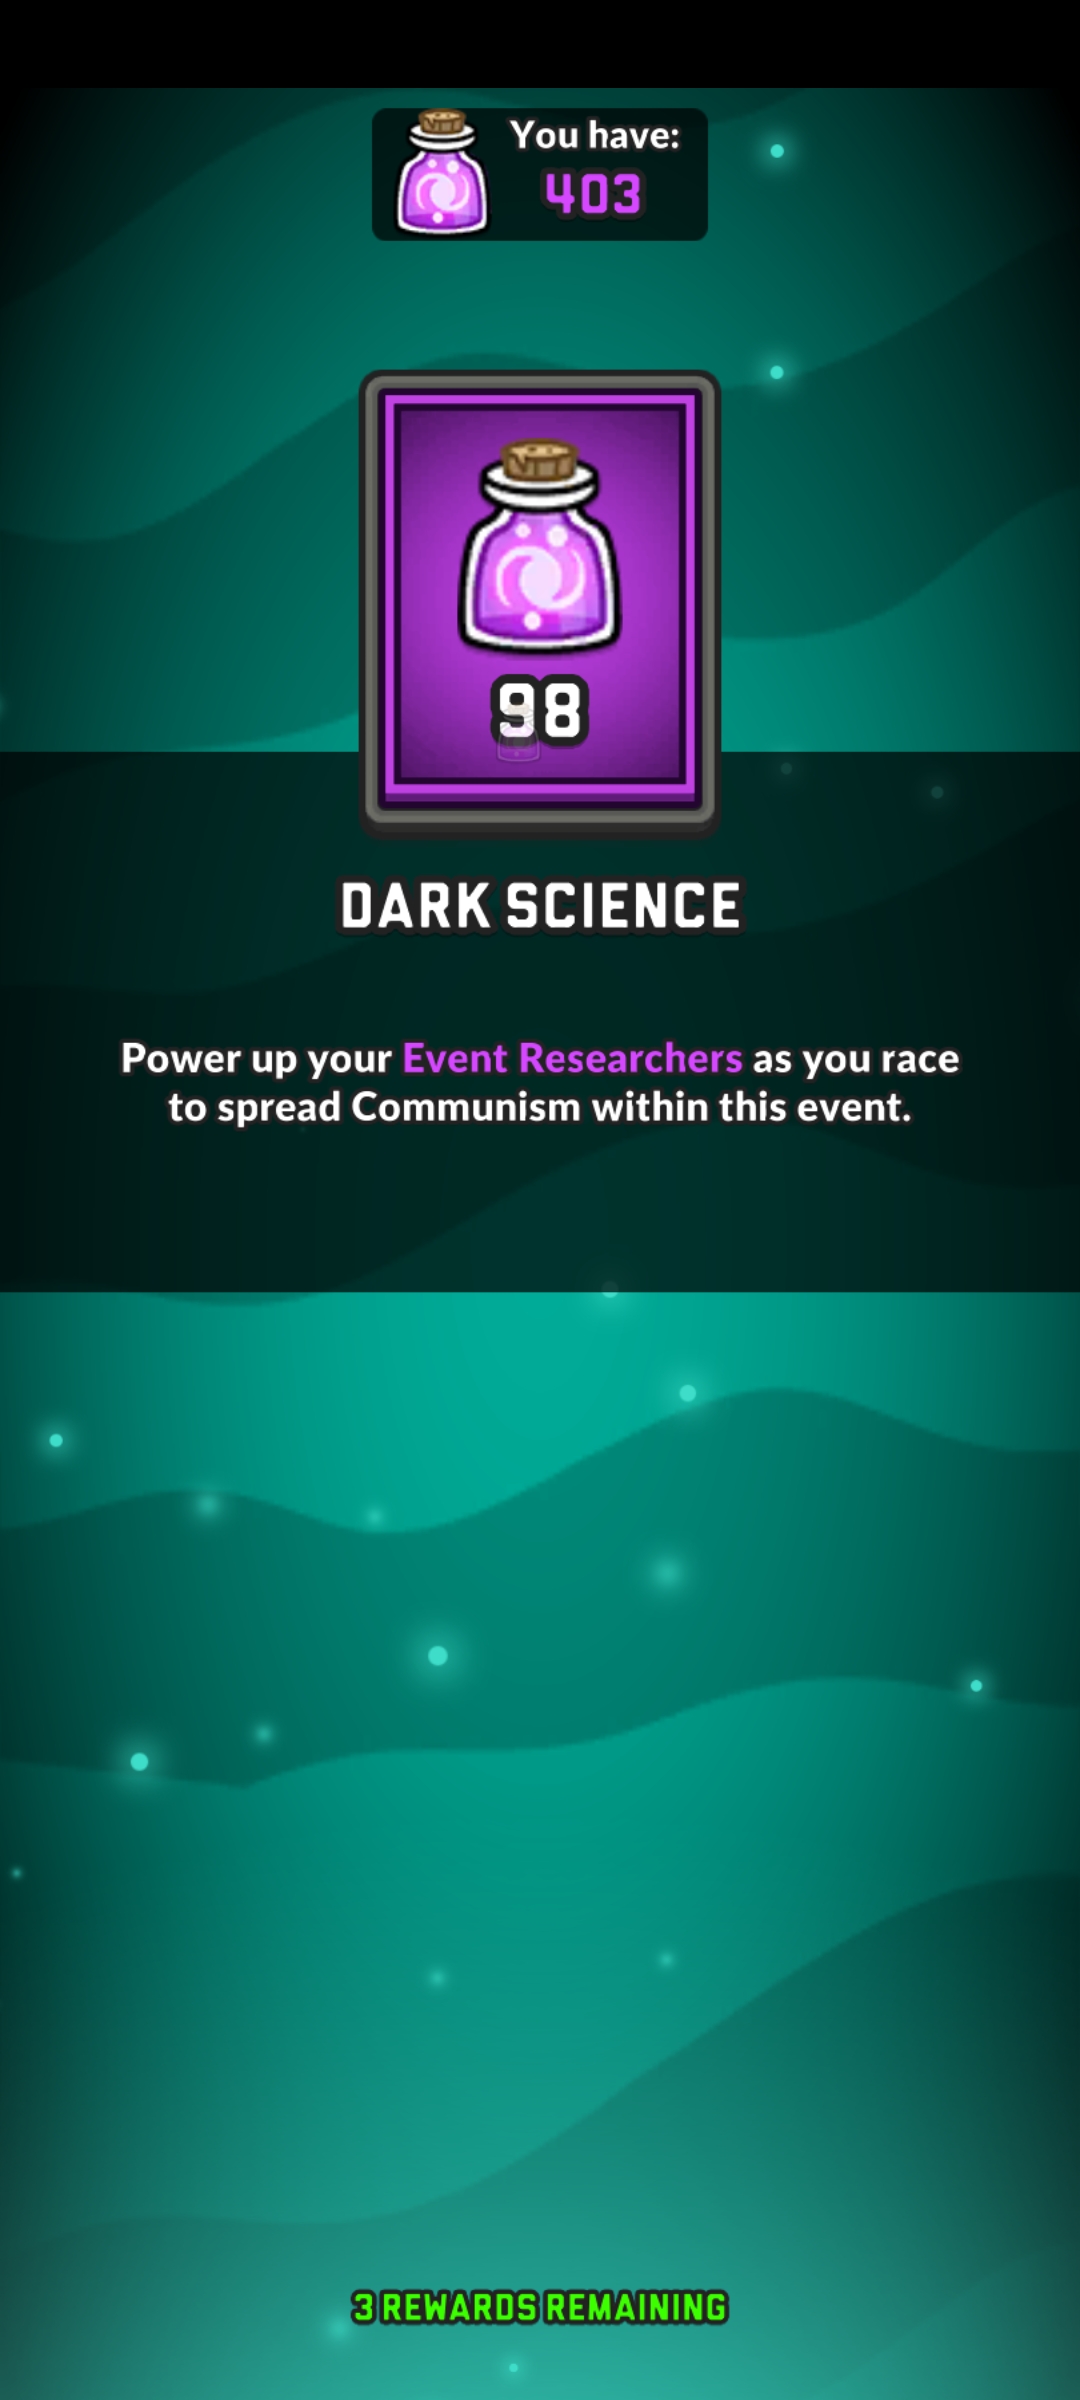 You have:
403
98
DARK SCIENCE
Power up your Event Researchers as you race
to spread Communism within this event.
3 REWARDS REMAINING